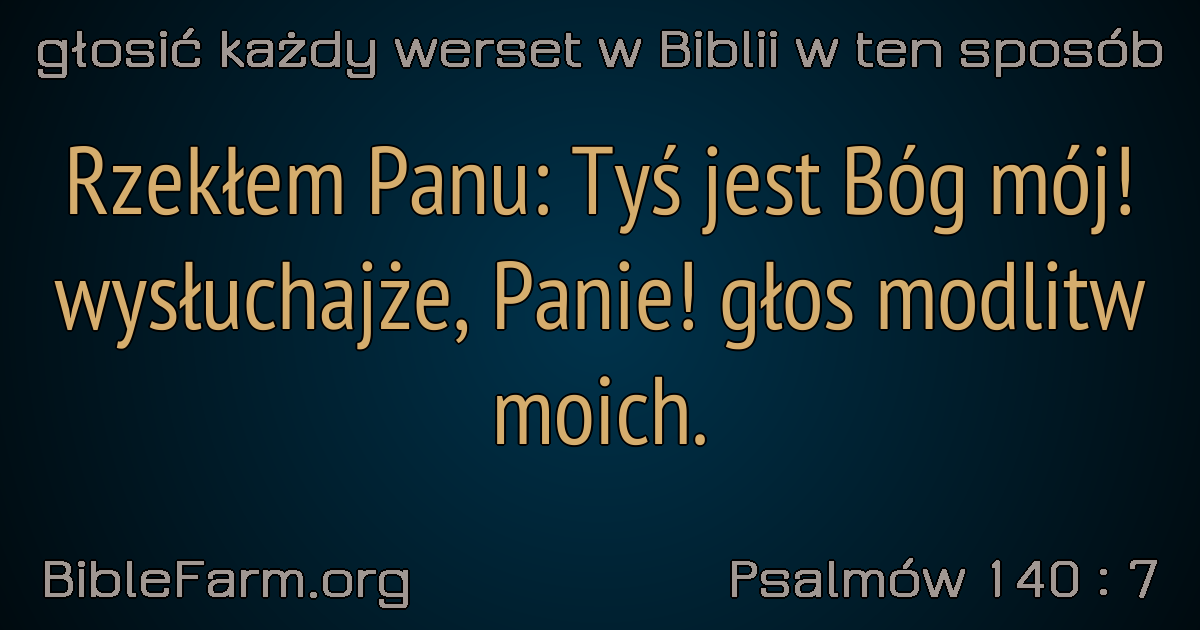 głosić każdy werset w Biblii w ten sposób
Rzekłem Panu: Tyś jest Bóg mój!
wysłuchajże, Panie! głos modlitw
moich.
BibleFarm.org
Psalmów 140 : 7